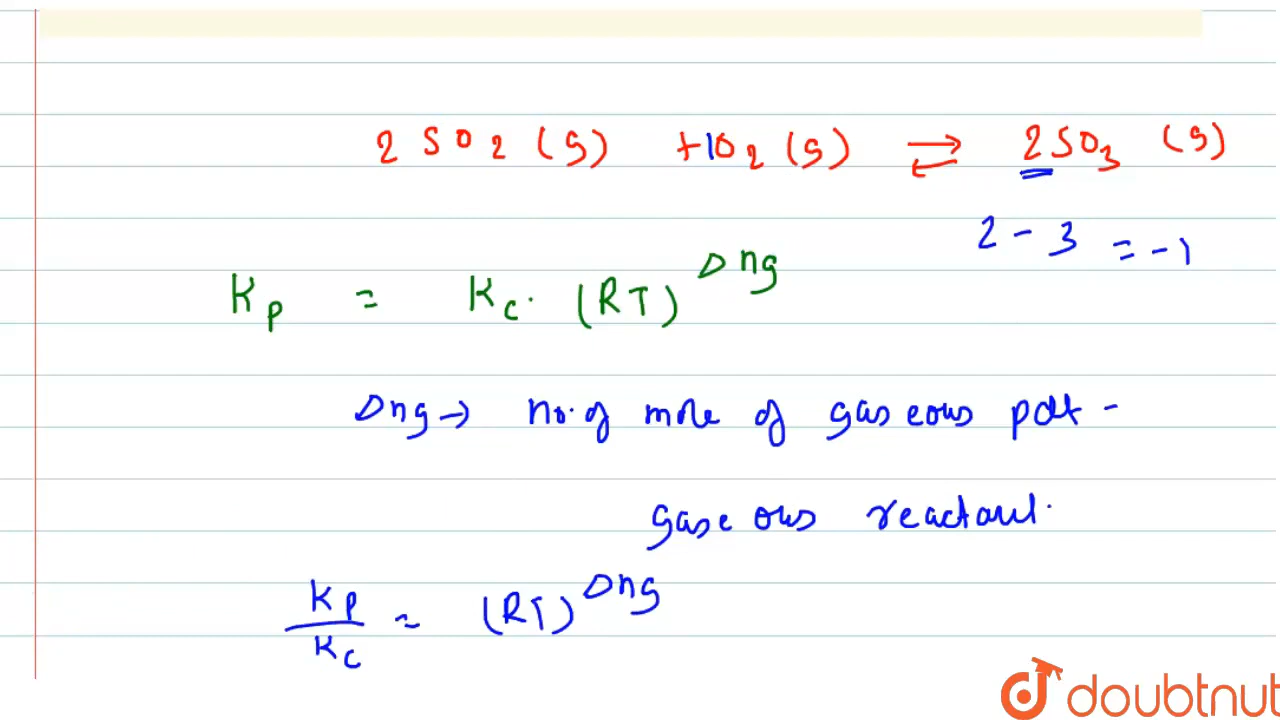 2 SO2 (g) + 1O2 (g) ⇌ 2SO3 (g)
2 - 3 = -1
Kp = Kc. (RT)^Δng
Δng → no. of mole of gaseous pdt -
gaseous reactant.
Kp/Kc = (RT)^Δng
doubtnut